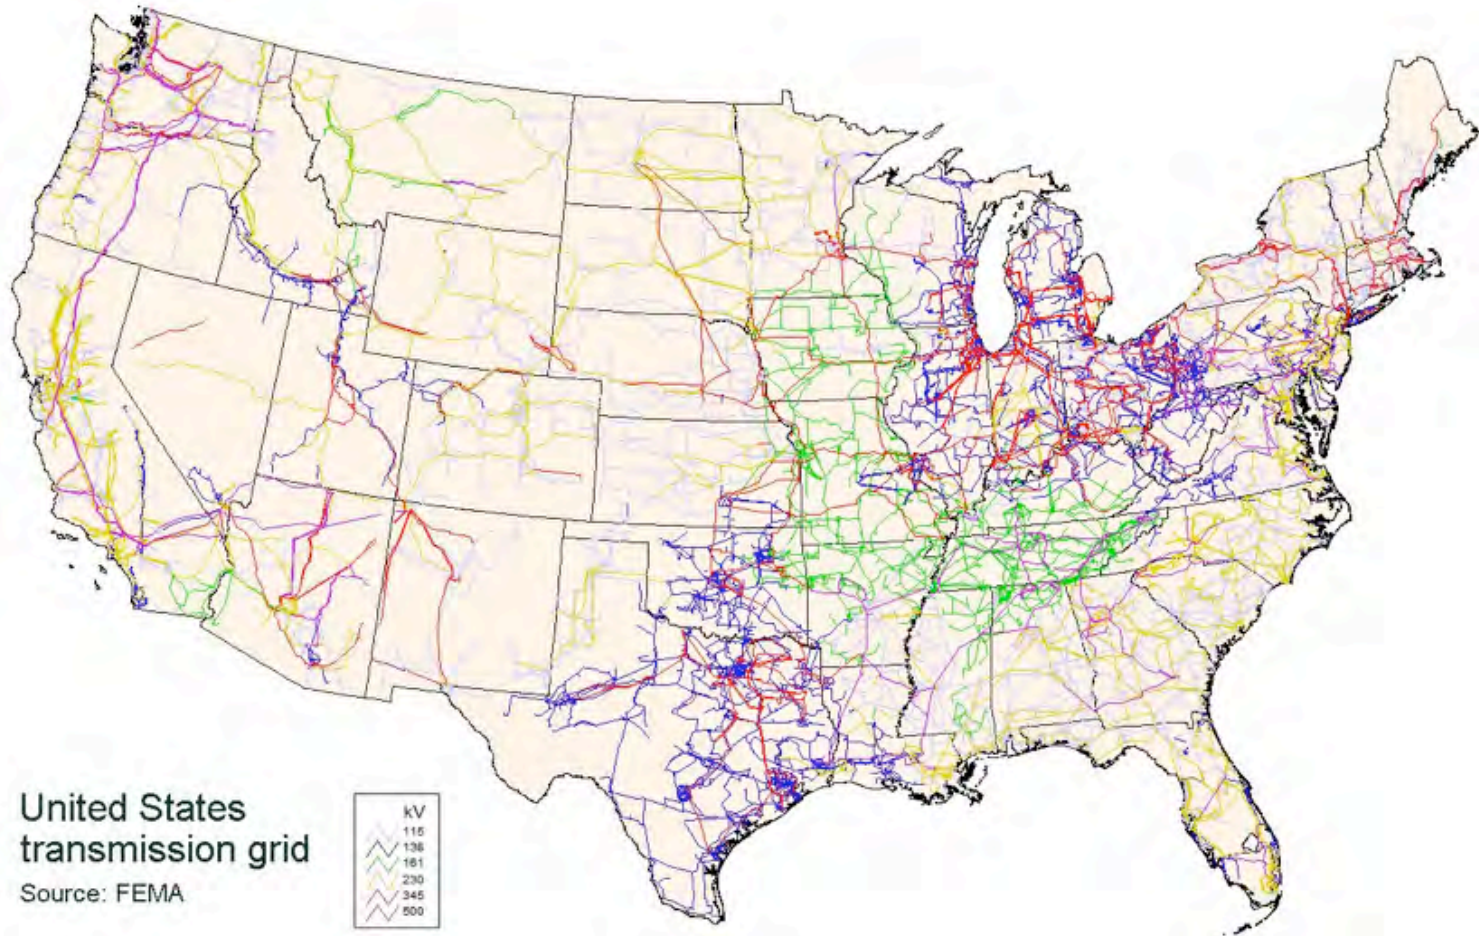 United States
transmission grid
Source: FEMA
kV
115
138
161
230
345
500